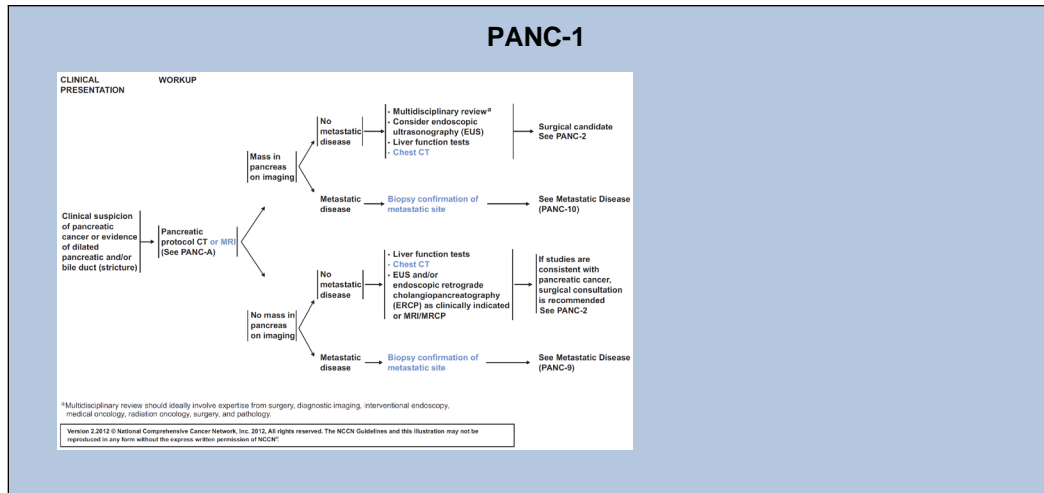 PANC-1
CLINICAL
PRESENTATION
WORKUP
Clinical suspicion
of pancreatic
cancer or evidence
of dilated
pancreatic and/or
bile duct (stricture)
Pancreatic
protocol CT or MRI
(See PANC-A)
Mass in
pancreas
on imaging
No
metastatic
disease
• Multidisciplinary reviewª
• Consider endoscopic
ultrasonography (EUS)
• Liver function tests
• Chest CT
Surgical candidate
See PANC-2
Metastatic
disease
Biopsy confirmation of
metastatic site
See Metastatic Disease
(PANC-10)
No mass in
pancreas
on imaging
No
metastatic
disease
• Liver function tests
• Chest CT
• EUS and/or
endoscopic retrograde
cholangiopancreatography
(ERCP) as clinically indicated
or MRI/MRCP
If studies are
consistent with
pancreatic cancer,
surgical consultation
is recommended
See PANC-2
Metastatic
disease
Biopsy confirmation of
metastatic site
See Metastatic Disease
(PANC-9)
ªMultidisciplinary review should ideally involve expertise from surgery, diagnostic imaging, interventional endoscopy,
medical oncology, radiation oncology, surgery, and pathology.
Version 2.2012 © National Comprehensive Cancer Network, Inc. 2012, All rights reserved. The NCCN Guidelines and this illustration may not be
reproduced in any form without the express written permission of NCCN®.